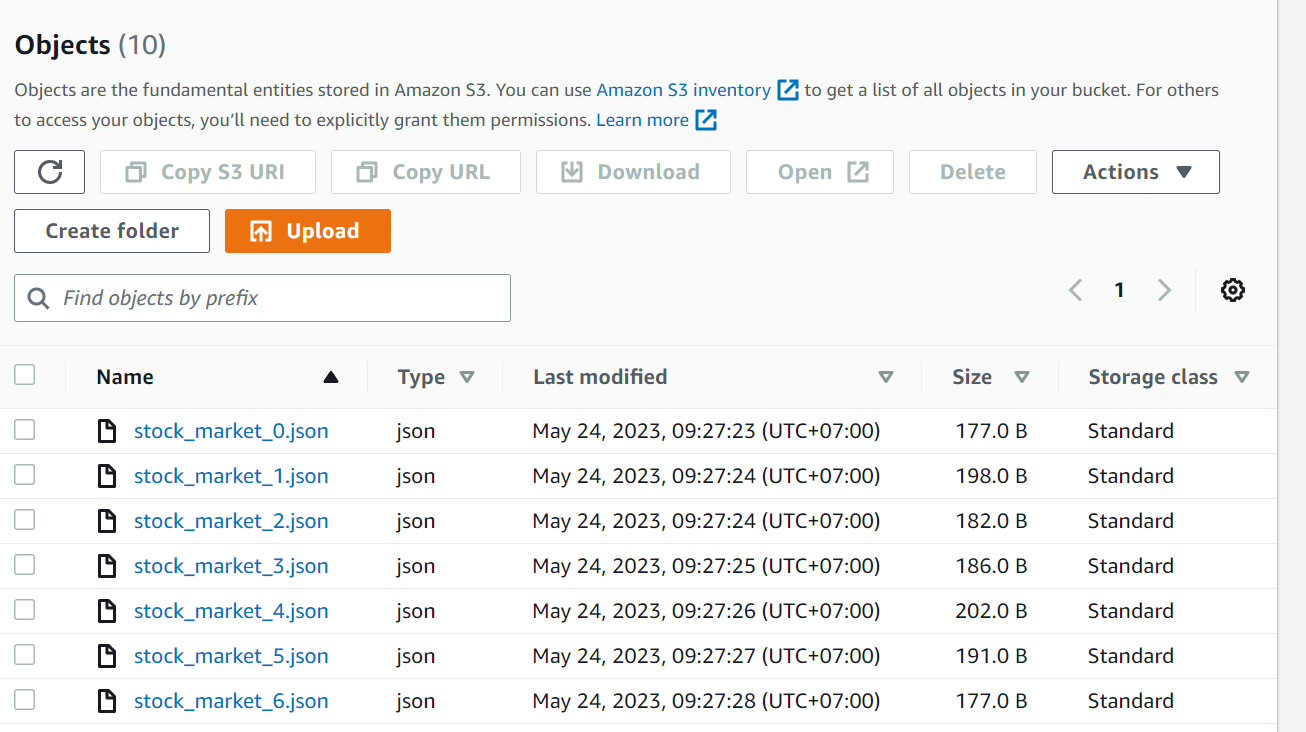 Objects (10)
Objects are the fundamental entities stored in Amazon S3. You can use Amazon S3 inventory to get a list of all objects in your bucket. For others
to access your objects, you’ll need to explicitly grant them permissions. Learn more
Copy S3 URI Copy URL Download Open Delete Actions
Create folder Upload
Find objects by prefix 1
Name Type Last modified Size Storage class
stock_market_0.json json May 24, 2023, 09:27:23 (UTC+07:00) 177.0 B Standard
stock_market_1.json json May 24, 2023, 09:27:24 (UTC+07:00) 198.0 B Standard
stock_market_2.json json May 24, 2023, 09:27:24 (UTC+07:00) 182.0 B Standard
stock_market_3.json json May 24, 2023, 09:27:25 (UTC+07:00) 186.0 B Standard
stock_market_4.json json May 24, 2023, 09:27:26 (UTC+07:00) 202.0 B Standard
stock_market_5.json json May 24, 2023, 09:27:27 (UTC+07:00) 191.0 B Standard
stock_market_6.json json May 24, 2023, 09:27:28 (UTC+07:00) 177.0 B Standard